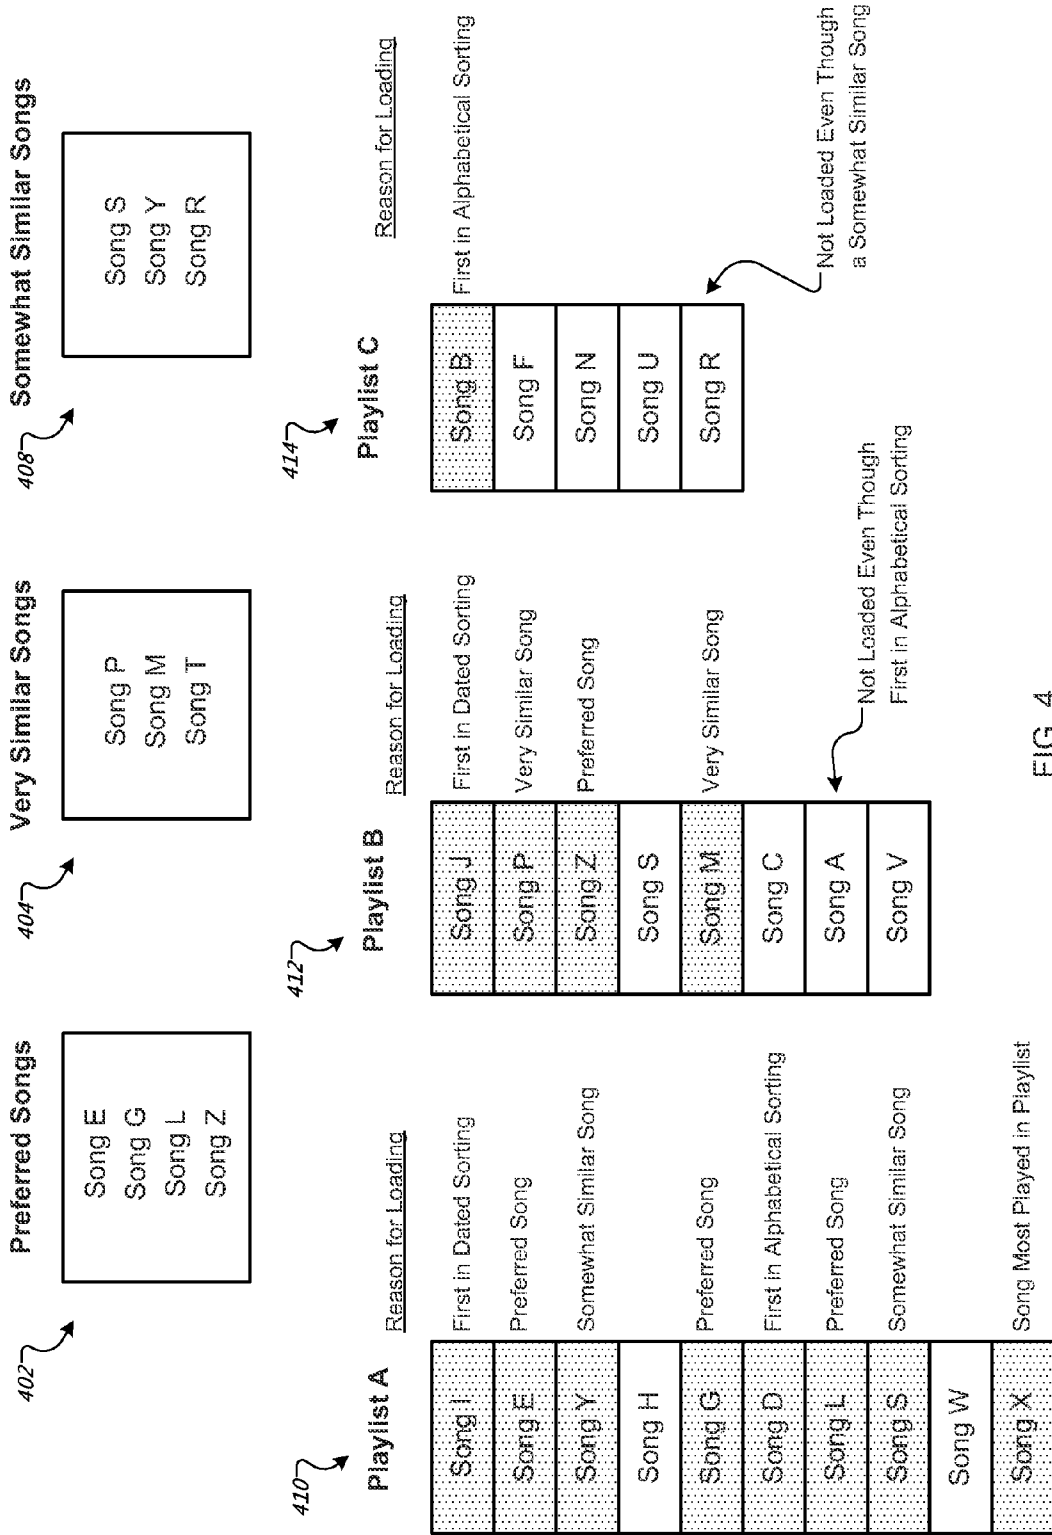 Preferred Songs
402
Song E
Song G
Song L
Song Z
Very Similar Songs
404
Song P
Song M
Song T
Somewhat Similar Songs
408
Song S
Song Y
Song R
410
Playlist A
Reason for Loading
Song I
First in Dated Sorting
Song E
Preferred Song
Song Y
Somewhat Similar Song
Song H
Song G
Preferred Song
Song D
First in Alphabetical Sorting
Song L
Preferred Song
Song S
Somewhat Similar Song
Song W
Song X
Song Most Played in Playlist
412
Playlist B
Reason for Loading
Song J
First in Dated Sorting
Song P
Very Similar Song
Song Z
Preferred Song
Song S
Song M
Very Similar Song
Song C
Song A
Song V
Not Loaded Even Though
First in Alphabetical Sorting
414
Playlist C
Reason for Loading
Song B
First in Alphabetical Sorting
Song F
Song N
Song U
Song R
Not Loaded Even Though
a Somewhat Similar Song
FIG. 4